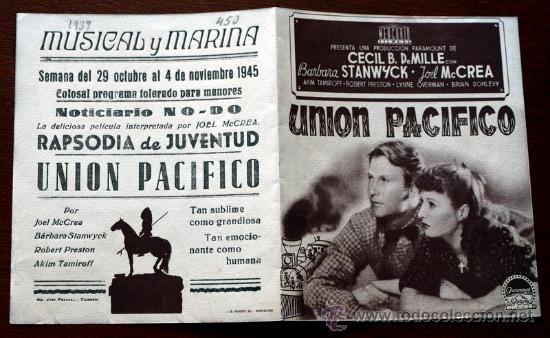 1939
450
MUSICAL y MARINA
Semana del 29 octubre al 4 de noviembre 1945
Colosal programa tolerado para menores
Noticiario NO-DO
La deliciosa película interpretada por JOEL McCREA.
RAPSODIA de JUVENTUD
UNION PACIFICO
Por
Joel McCrea
Bárbara Stanwyck
Robert Preston
Akim Tamiroff
Tan sublime
como grandiosa
Tan emocio-
nante como
humana
BARCELONA
PRESENTA UNA PRODUCCION PARAMOUNT DE
CECIL B. DeMILLE CON
Barbara STANWYCK - Joel McCREA
AKIM TAMIROFF - ROBERT PRESTON - LYNNE OVERMAN - BRIAN DONLEVY
UNION PACIFICO
Paramount
todocoleccion.com